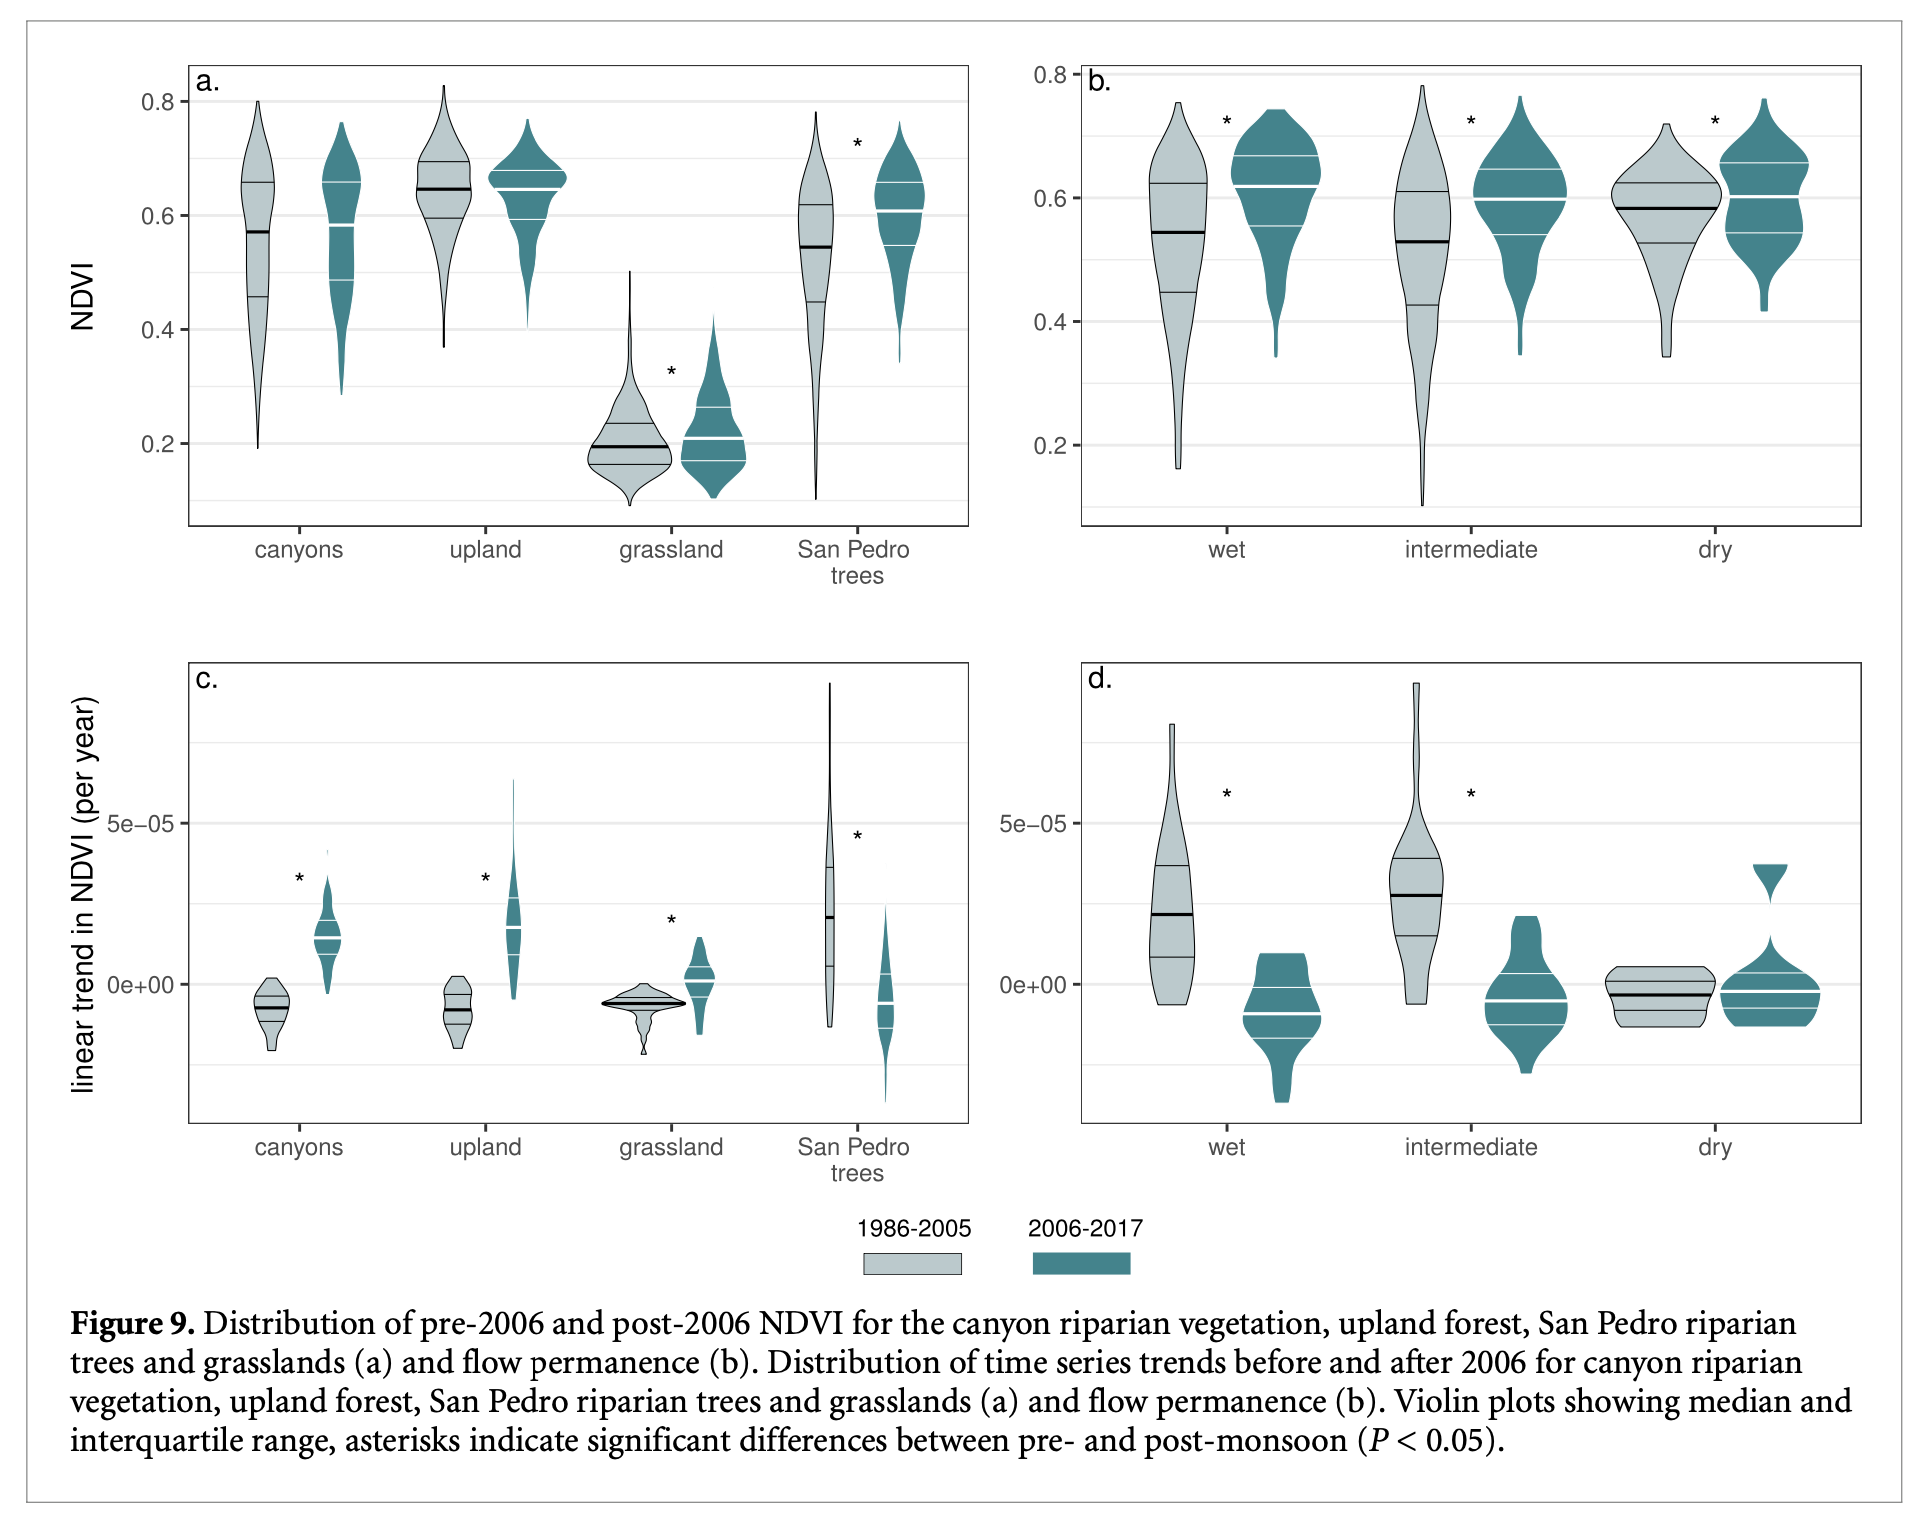 a.
NDVI
0.8
0.6
0.4
0.2
*
*
canyons
upland
grassland
San Pedro
trees
b.
0.8
0.6
0.4
0.2
*
*
*
wet
intermediate
dry
c.
linear trend in NDVI (per year)
5e−05
0e+00
*
*
*
*
canyons
upland
grassland
San Pedro
trees
d.
5e−05
0e+00
*
*
wet
intermediate
dry
1986-2005
2006-2017
Figure 9. Distribution of pre-2006 and post-2006 NDVI for the canyon riparian vegetation, upland forest, San Pedro riparian
trees and grasslands (a) and flow permanence (b). Distribution of time series trends before and after 2006 for canyon riparian
vegetation, upland forest, San Pedro riparian trees and grasslands (a) and flow permanence (b). Violin plots showing median and
interquartile range, asterisks indicate significant differences between pre- and post-monsoon (P < 0.05).